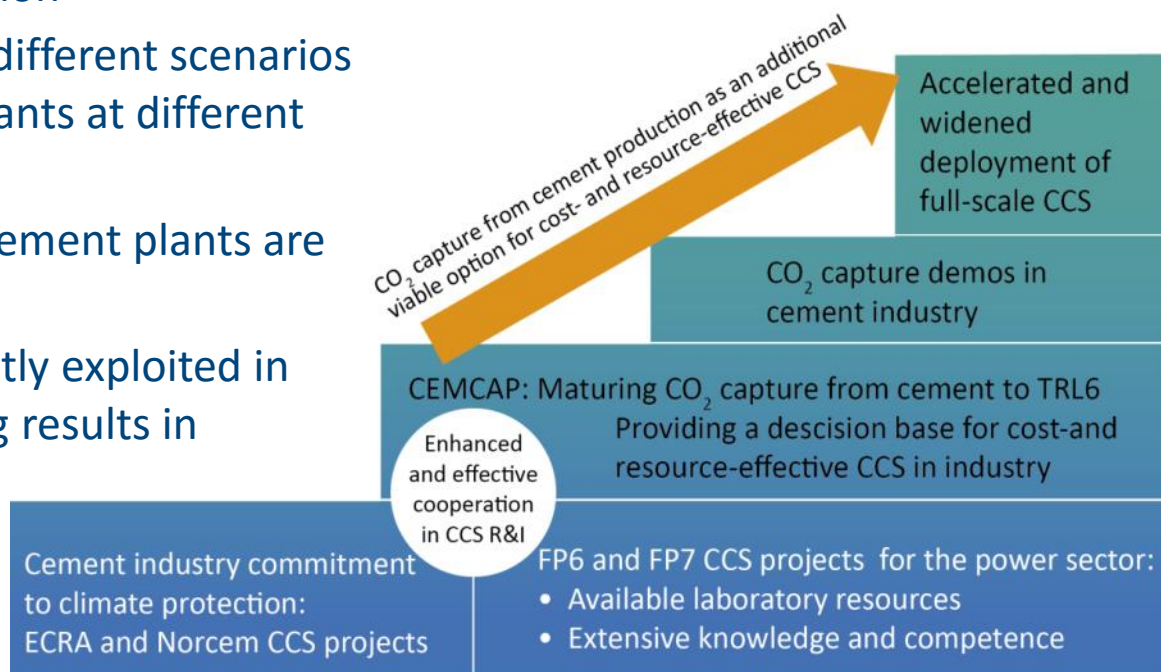 different scenarios
ants at different
ement plants are
tly exploited in
g results in
CO₂ capture from cement production as an additional
viable option for cost- and resource-effective CCS
Accelerated and
widened
deployment of
full-scale CCS
CO₂ capture demos in
cement industry
CEMCAP: Maturing CO₂ capture from cement to TRL6
Providing a descision base for cost-and
resource-effective CCS in industry
Enhanced
and effective
cooperation
in CCS R&I
Cement industry commitment
to climate protection:
ECRA and Norcem CCS projects
FP6 and FP7 CCS projects for the power sector:
• Available laboratory resources
• Extensive knowledge and competence